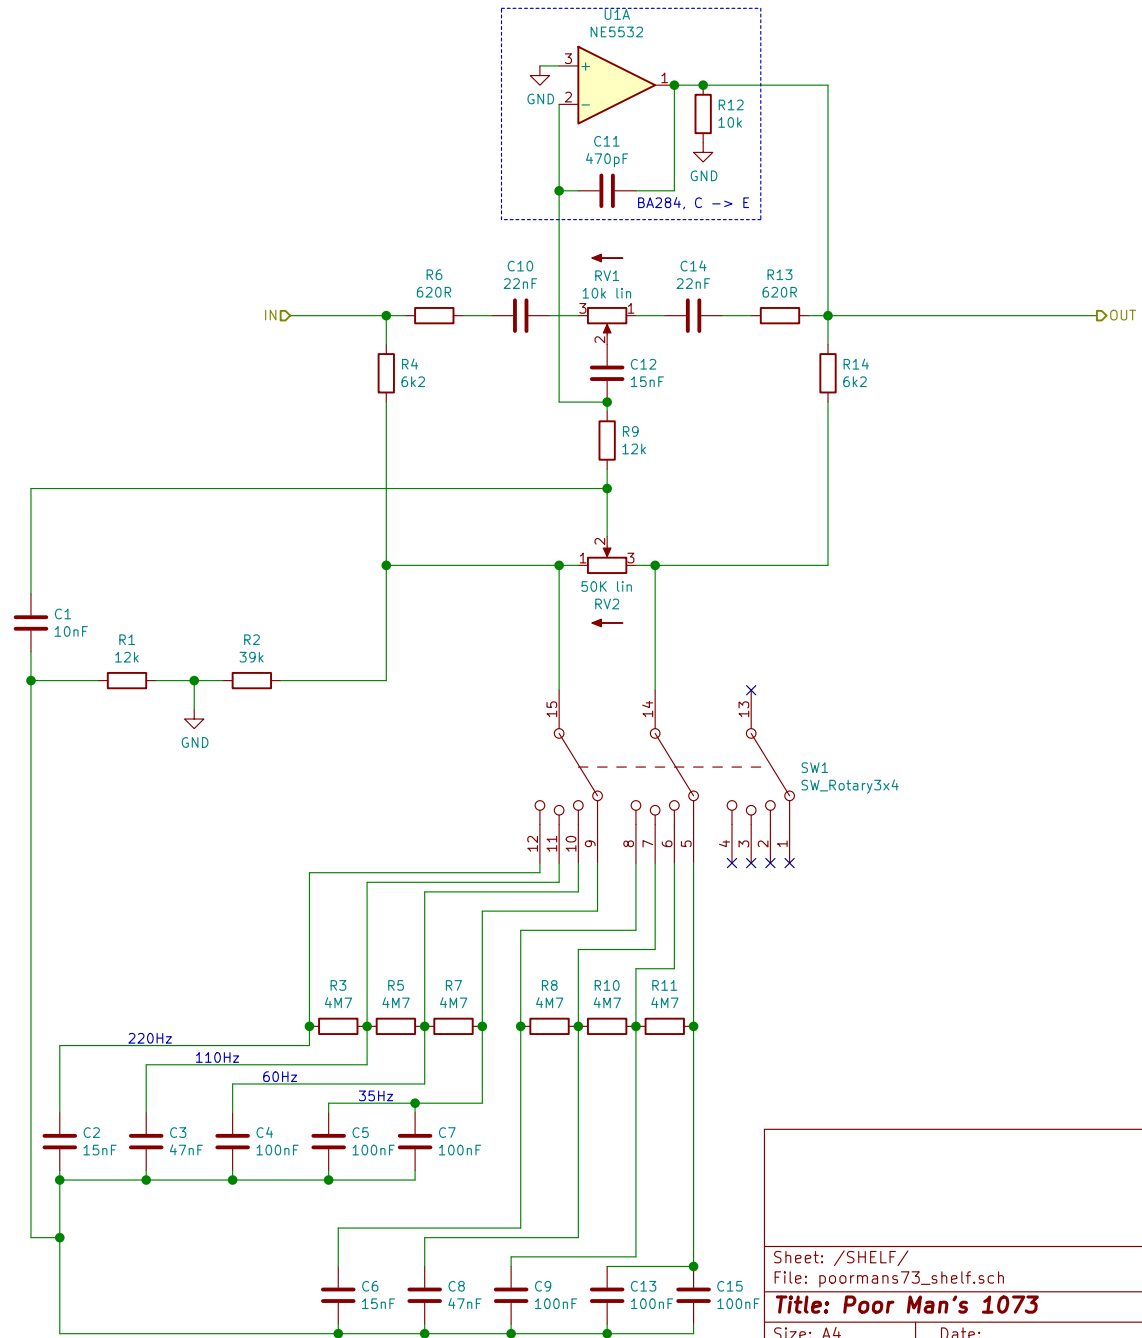 U1A
NE5532
3
+
1
GND
2
−
R12
10k
C11
470pF
GND
BA284, C -> E
R6
620R
C10
22nF
RV1
10k lin
C14
22nF
R13
620R
IN
3
1
OUT
2
R4
6k2
C12
15nF
R14
6k2
R9
12k
2
1
3
50K lin
RV2
C1
10nF
R1
12k
R2
39k
GND
15
14
13
SW1
SW_Rotary3x4
12
11
10
9
8
7
6
5
4
3
2
1
R3
4M7
R5
4M7
R7
4M7
R8
4M7
R10
4M7
R11
4M7
220Hz
110Hz
60Hz
35Hz
C2
15nF
C3
47nF
C4
100nF
C5
100nF
C7
100nF
C6
15nF
C8
47nF
C9
100nF
C13
100nF
C15
100nF
Sheet: /SHELF/
File: poormans73_shelf.sch
Title: Poor Man's 1073
Size: A4
Date: